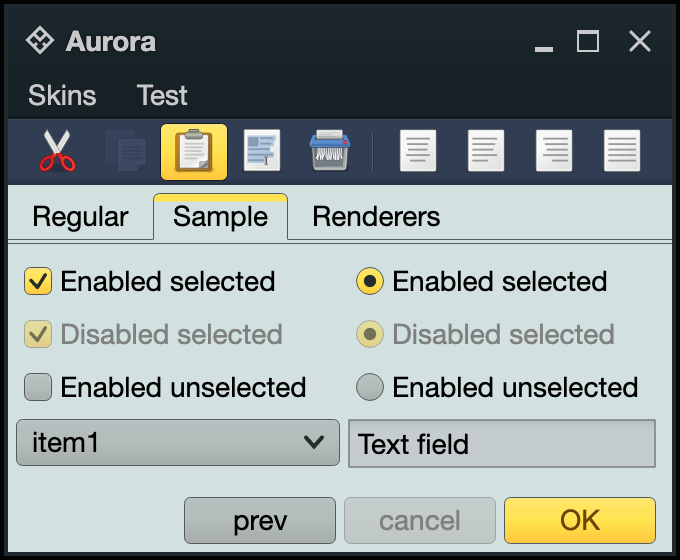 Aurora
Skins Test
Regular Sample Renderers
Enabled selected Enabled selected
Disabled selected Disabled selected
Enabled unselected Enabled unselected
item1 Text field
prev cancel OK